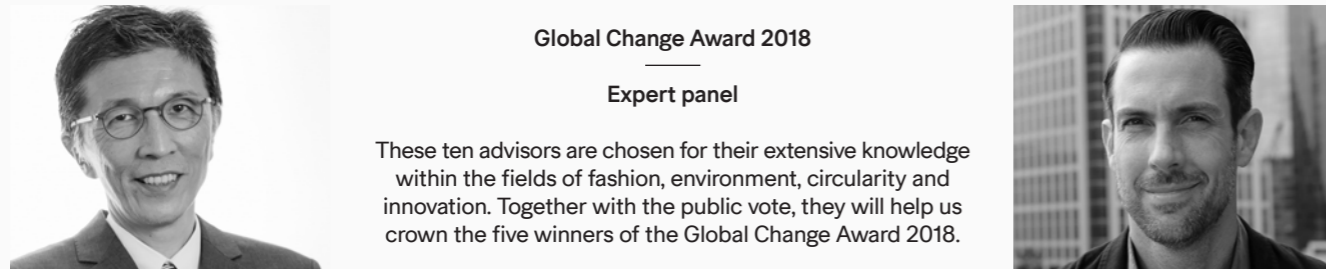 Global Change Award 2018
Expert panel
These ten advisors are chosen for their extensive knowledge
within the fields of fashion, environment, circularity and
innovation. Together with the public vote, they will help us
crown the five winners of the Global Change Award 2018.